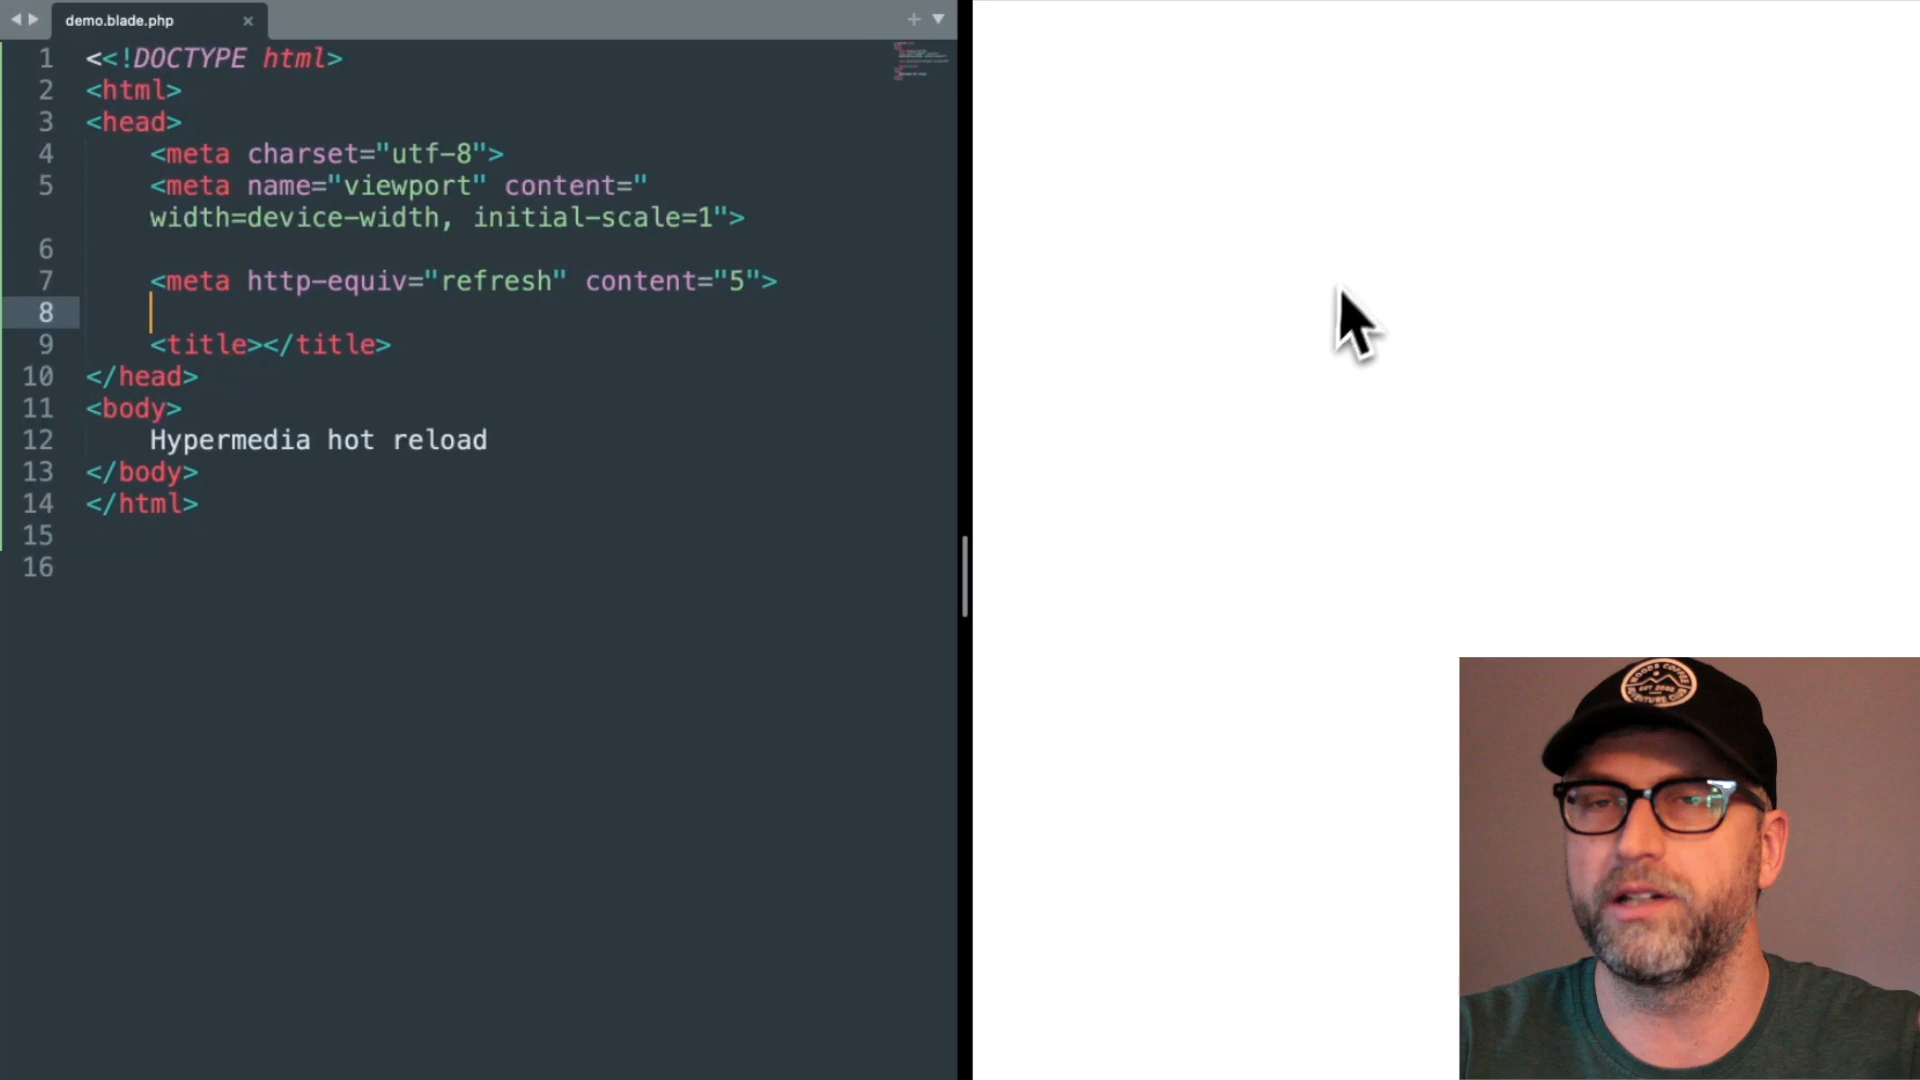 demo.blade.php
1 <<!DOCTYPE html>
2 <html>
3 <head>
4 <meta charset="utf-8">
5 <meta name="viewport" content="
width=device-width, initial-scale=1">
6
7 <meta http-equiv="refresh" content="5">
8
9 <title></title>
10 </head>
11 <body>
12 Hypermedia hot reload
13 </body>
14 </html>
15
16
WOODS COFFEE